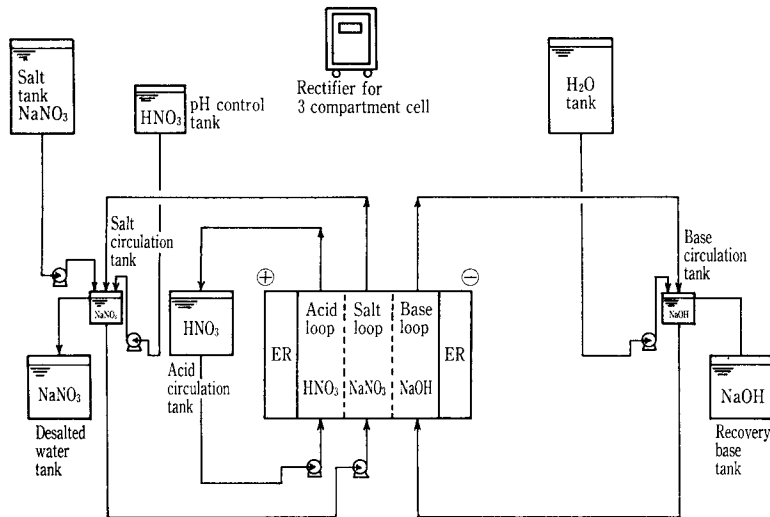 Salt
tank
NaNO₃
HNO₃
pH control
tank
Rectifier for
3 compartment cell
H₂O
tank
Salt
circulation
tank
NaNO₃
NaNO₃
Desalted
water
tank
HNO₃
Acid
circulation
tank
⊕
⊖
ER
Acid
loop
HNO₃
Salt
loop
NaNO₃
Base
loop
NaOH
ER
Base
circulation
tank
NaOH
NaOH
Recovery
base
tank